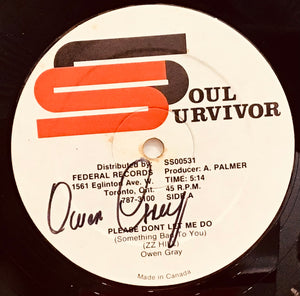 SOUL
SURVIVOR
Distributed by: SS00531
FEDERAL RECORDS Producer: A. PALMER
1561 Eglinton Ave. W. TIME: 5:14
Toronto, Ont. 45 R.P.M.
787-3100 SIDE A
Owen Gray
PLEASE DONT LET ME DO
(Something Bad To You)
(ZZ HILL)
Owen Gray
Made in Canada